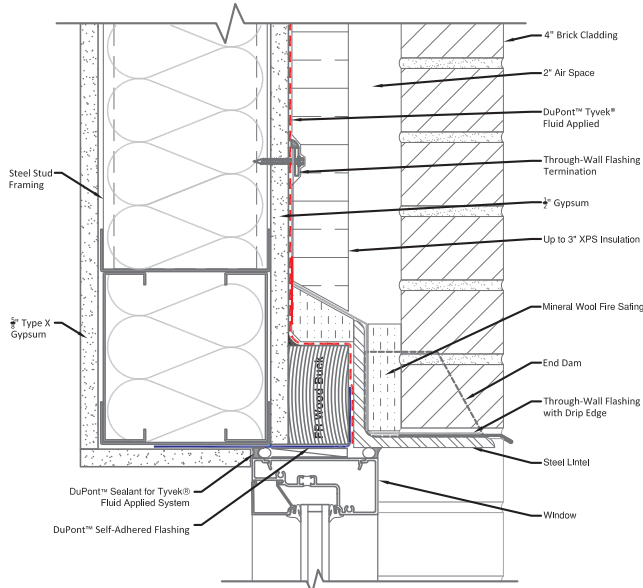 4" Brick Cladding
2" Air Space
DuPont™ Tyvek®
Fluid Applied
Through-Wall Flashing
Termination
½" Gypsum
Up to 3" XPS Insulation
Mineral Wool Fire Safing
End Dam
Through-Wall Flashing
with Drip Edge
Steel Lintel
Window
Steel Stud
Framing
⅝" Type X
Gypsum
FR Wood Buck
DuPont™ Sealant for Tyvek®
Fluid Applied System
DuPont™ Self-Adhered Flashing